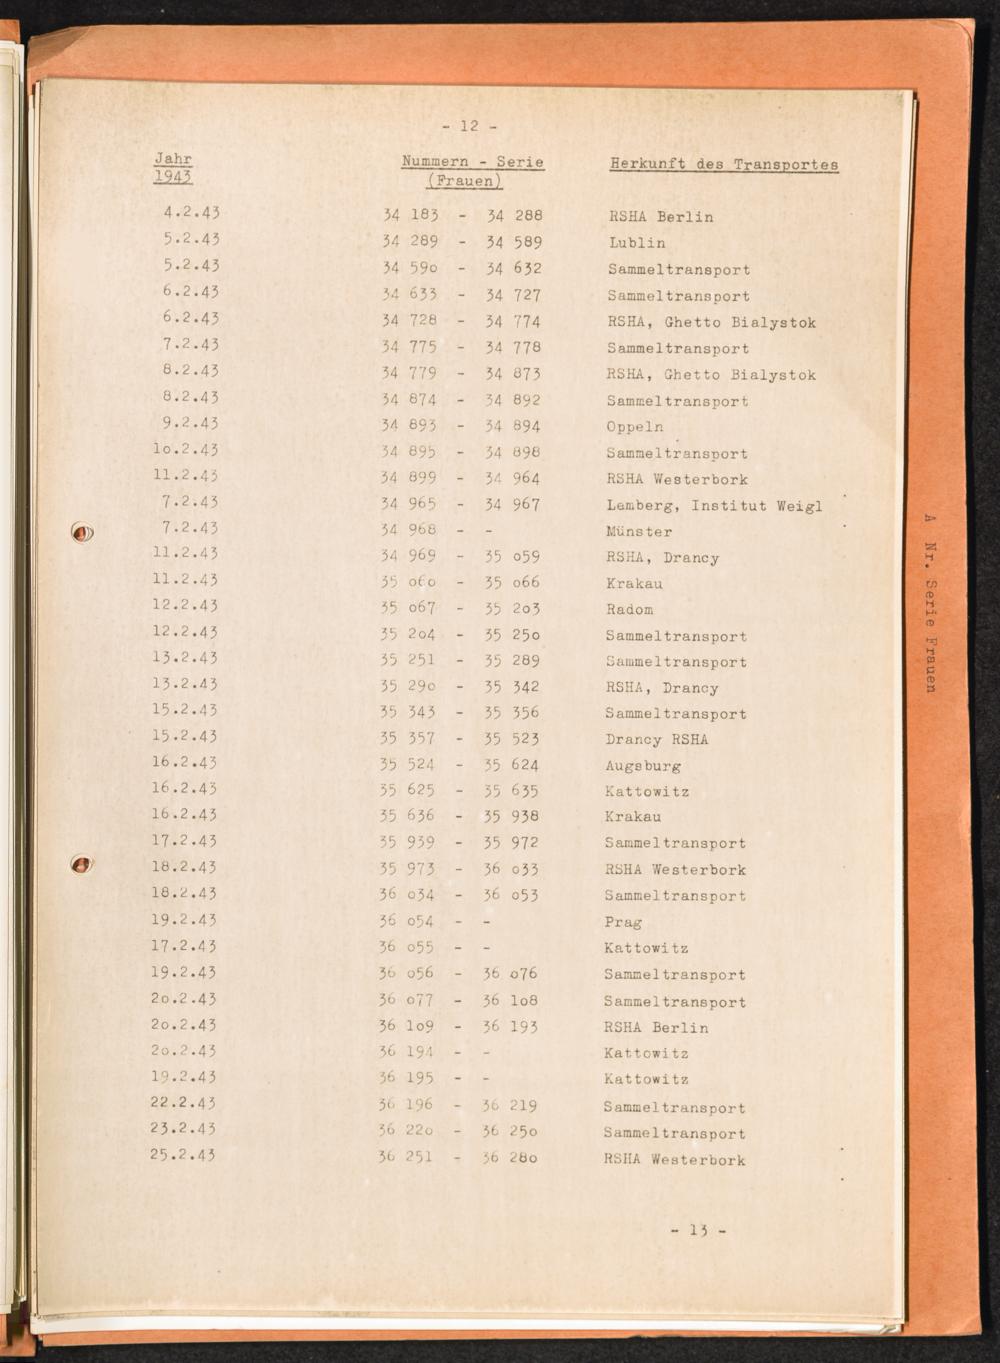 - 12 -
Jahr Nummern - Serie Herkunft des Transportes
1943 (Frauen)
4.2.43 34 183 - 34 288 RSHA Berlin
5.2.43 34 289 - 34 589 Lublin
5.2.43 34 59o - 34 632 Sammeltransport
6.2.43 34 633 - 34 727 Sammeltransport
6.2.43 34 728 - 34 774 RSHA, Ghetto Bialystok
7.2.43 34 775 - 34 778 Sammeltransport
8.2.43 34 779 - 34 873 RSHA, Ghetto Bialystok
8.2.43 34 874 - 34 892 Sammeltransport
9.2.43 34 893 - 34 894 Oppeln
1o.2.43 34 895 - 34 898 Sammeltransport
11.2.43 34 899 - 34 964 RSHA Westerbork
7.2.43 34 965 - 34 967 Lemberg, Institut Weigl
7.2.43 34 968 - - Münster
11.2.43 34 969 - 35 o59 RSHA, Drancy
11.2.43 35 o6o - 35 o66 Krakau
12.2.43 35 o67 - 35 2o3 Radom
12.2.43 35 2o4 - 35 25o Sammeltransport
13.2.43 35 251 - 35 289 Sammeltransport
13.2.43 35 29o - 35 342 RSHA, Drancy
15.2.43 35 343 - 35 356 Sammeltransport
15.2.43 35 357 - 35 523 Drancy RSHA
16.2.43 35 524 - 35 624 Augsburg
16.2.43 35 625 - 35 635 Kattowitz
16.2.43 35 636 - 35 938 Krakau
17.2.43 35 939 - 35 972 Sammeltransport
18.2.43 35 973 - 36 o33 RSHA Westerbork
18.2.43 36 o34 - 36 o53 Sammeltransport
19.2.43 36 o54 - - Prag
17.2.43 36 o55 - - Kattowitz
19.2.43 36 o56 - 36 o76 Sammeltransport
2o.2.43 36 o77 - 36 1o8 Sammeltransport
2o.2.43 36 1o9 - 36 193 RSHA Berlin
2o.2.43 36 194 - - Kattowitz
19.2.43 36 195 - - Kattowitz
22.2.43 36 196 - 36 219 Sammeltransport
23.2.43 36 22o - 36 25o Sammeltransport
25.2.43 36 251 - 36 28o RSHA Westerbork
- 13 -
A Nr. Serie Frauen